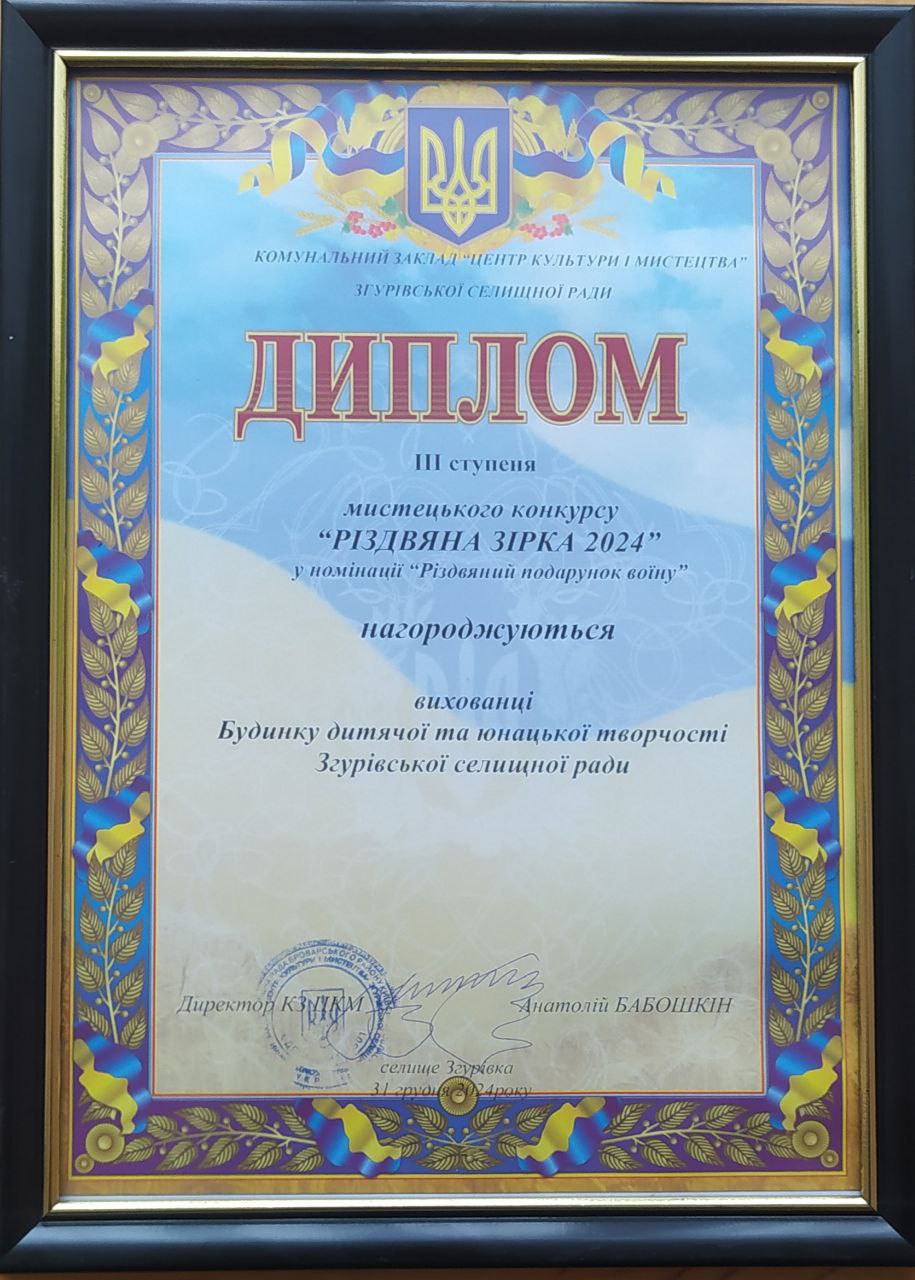 КОМУНАЛЬНИЙ ЗАКЛАД “ЦЕНТР КУЛЬТУРИ І МИСТЕЦТВА”
ЗГУРІВСЬКОЇ СЕЛИЩНОЇ РАДИ
ДИПЛОМ
ІІІ ступеня
мистецького конкурсу
“РІЗДВЯНА ЗІРКА 2024”
у номінації “Різдвяний подарунок воїну”
нагороджуються
вихованці
Будинку дитячої та юнацької творчості
Згурівської селищної ради
Директор КЗ ЦКМ Анатолій БАБОШКІН
селище Згурівка
31 грудня 2024року